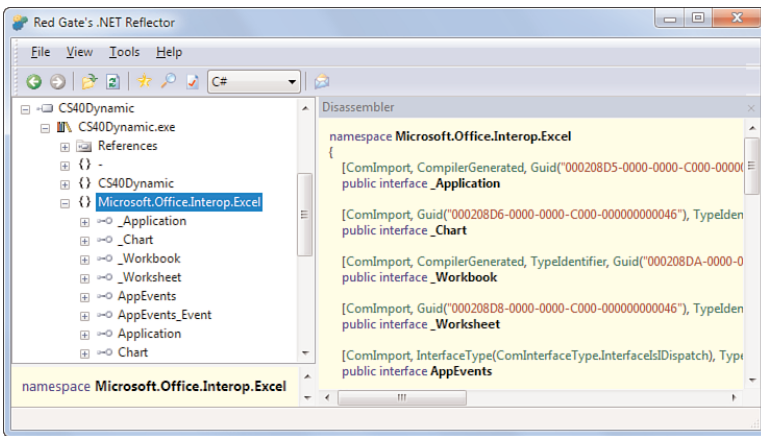 Red Gate's .NET Reflector
File View Tools Help
C#
CS40Dynamic
CS40Dynamic.exe
References
{} -
{} CS40Dynamic
{} Microsoft.Office.Interop.Excel
_Application
_Chart
_Workbook
_Worksheet
AppEvents
AppEvents_Event
Application
Chart
namespace Microsoft.Office.Interop.Excel
Disassembler
namespace Microsoft.Office.Interop.Excel
{
[ComImport, CompilerGenerated, Guid("000208D5-0000-0000-C000-00000
public interface _Application
[ComImport, Guid("000208D6-0000-0000-C000-000000000046"), TypeIden
public interface _Chart
[ComImport, CompilerGenerated, TypeIdentifier, Guid("000208DA-0000-0
public interface _Workbook
[ComImport, Guid("000208D8-0000-0000-C000-000000000046"), TypeIden
public interface _Worksheet
[ComImport, InterfaceType(ComInterfaceType.InterfaceIsIDispatch), Type
public interface AppEvents